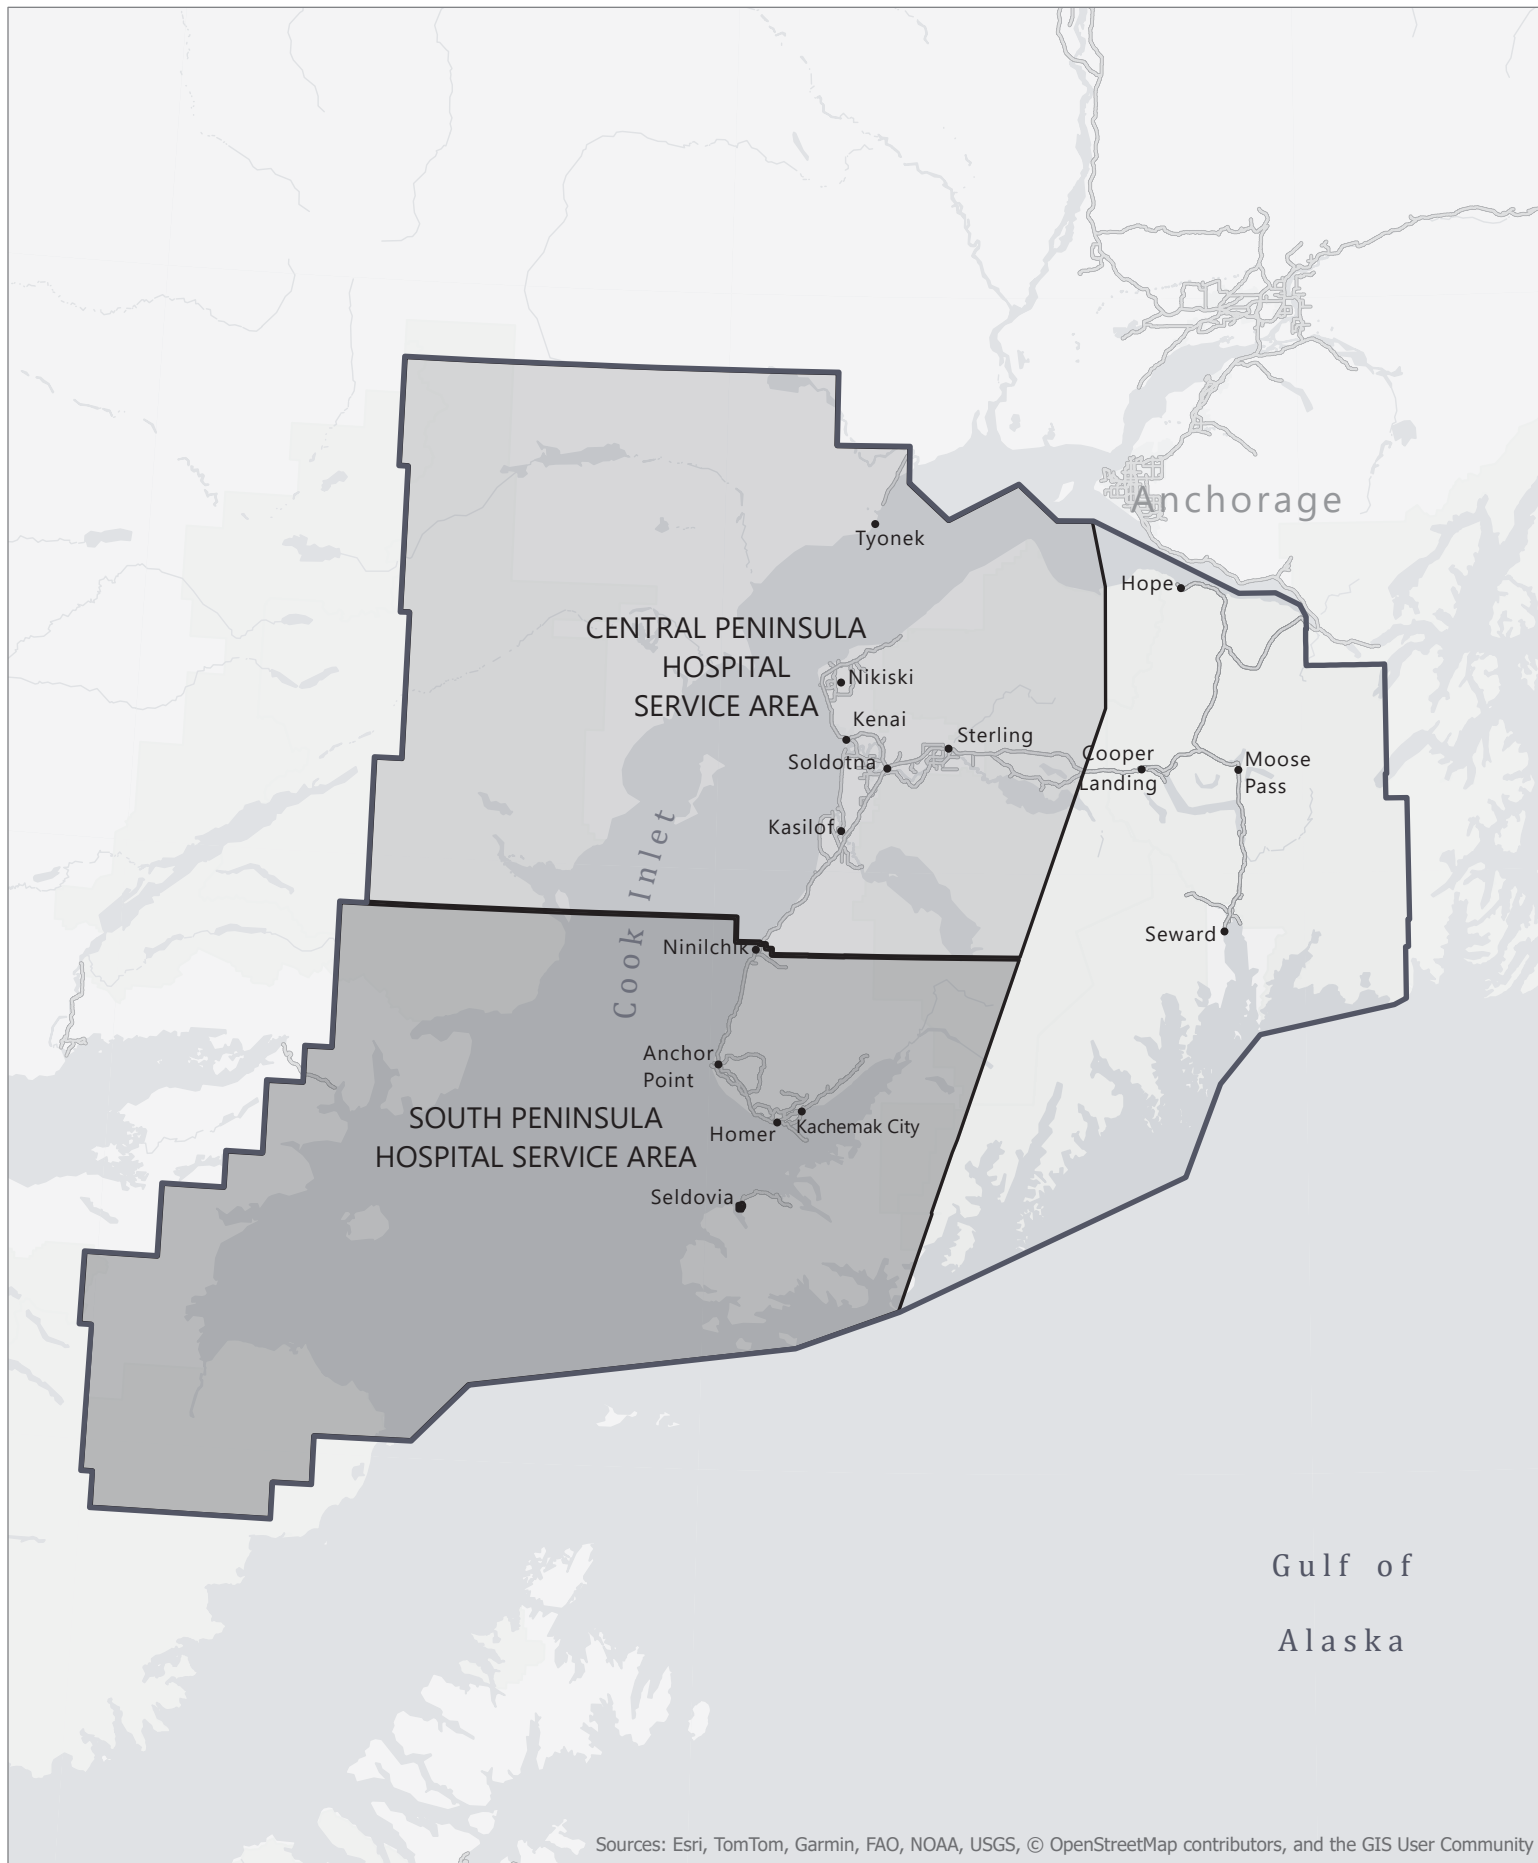 Anchorage
Tyonek
Hope
CENTRAL PENINSULA
HOSPITAL
SERVICE AREA
Nikiski
Kenai
Sterling
Soldotna
Cooper
Landing
Moose
Pass
Kasilof
Cook Inlet
Seward
Ninilchik
Anchor
Point
SOUTH PENINSULA
HOSPITAL SERVICE AREA
Homer
Kachemak City
Seldovia
Gulf of
Alaska
Sources: Esri, TomTom, Garmin, FAO, NOAA, USGS, © OpenStreetMap contributors, and the GIS User Community